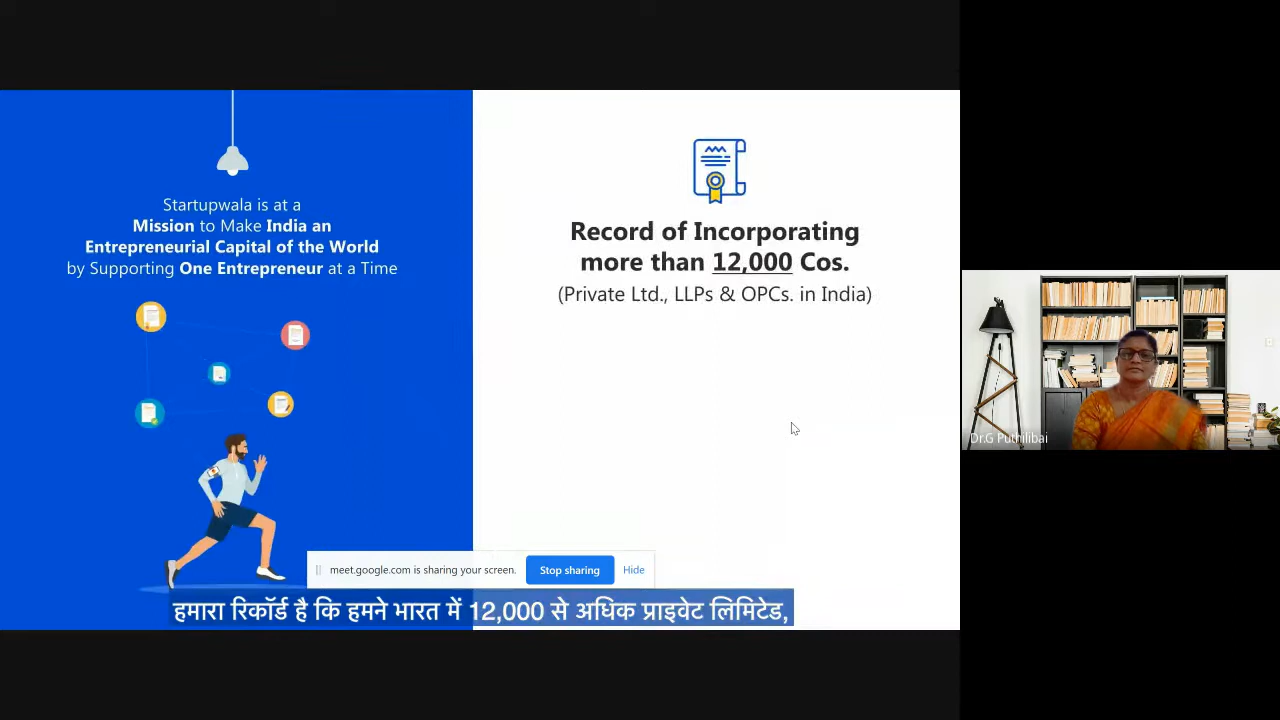 Startupwala is at a
Mission to Make India an
Entrepreneurial Capital of the World
by Supporting One Entrepreneur at a Time
Record of Incorporating
more than 12,000 Cos.
(Private Ltd., LLPs & OPCs. in India)
meet.google.com is sharing your screen.
Stop sharing
Hide
हमारा रिकॉर्ड है कि हमने भारत में 12,000 से अधिक प्राइवेट लिमिटेड,
Dr.G Puthilibai